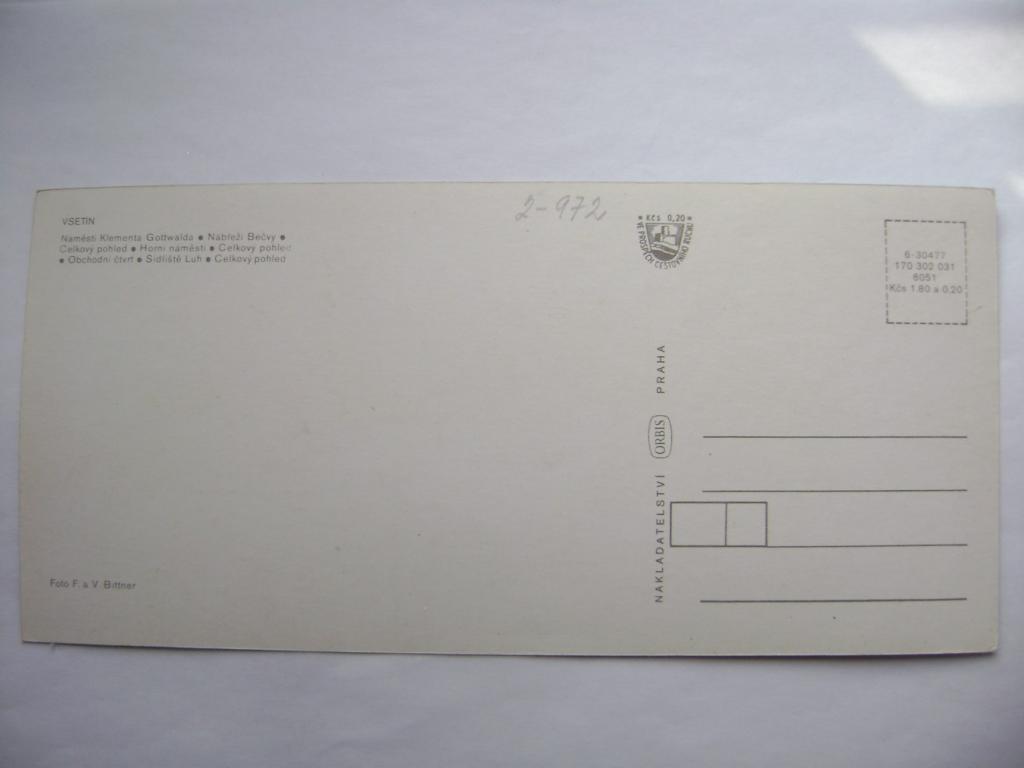 VSETÍN
Náměstí Klementa Gottwalda ● Nábřeží Bečvy ●
Celkový pohled ● Horní náměstí ● Celkový pohled
● Obchodní čtvrť ● Sídliště Luh ● Celkový pohled
2-972
* Kčs 0,20 *
VE PROSPĚCH CESTOVNÍHO RUCHU
6-30477
170 302 031
6051
Kčs 1.80 a 0.20
NAKLADATELSTVÍ ORBIS PRAHA
Foto F. a V. Bittner